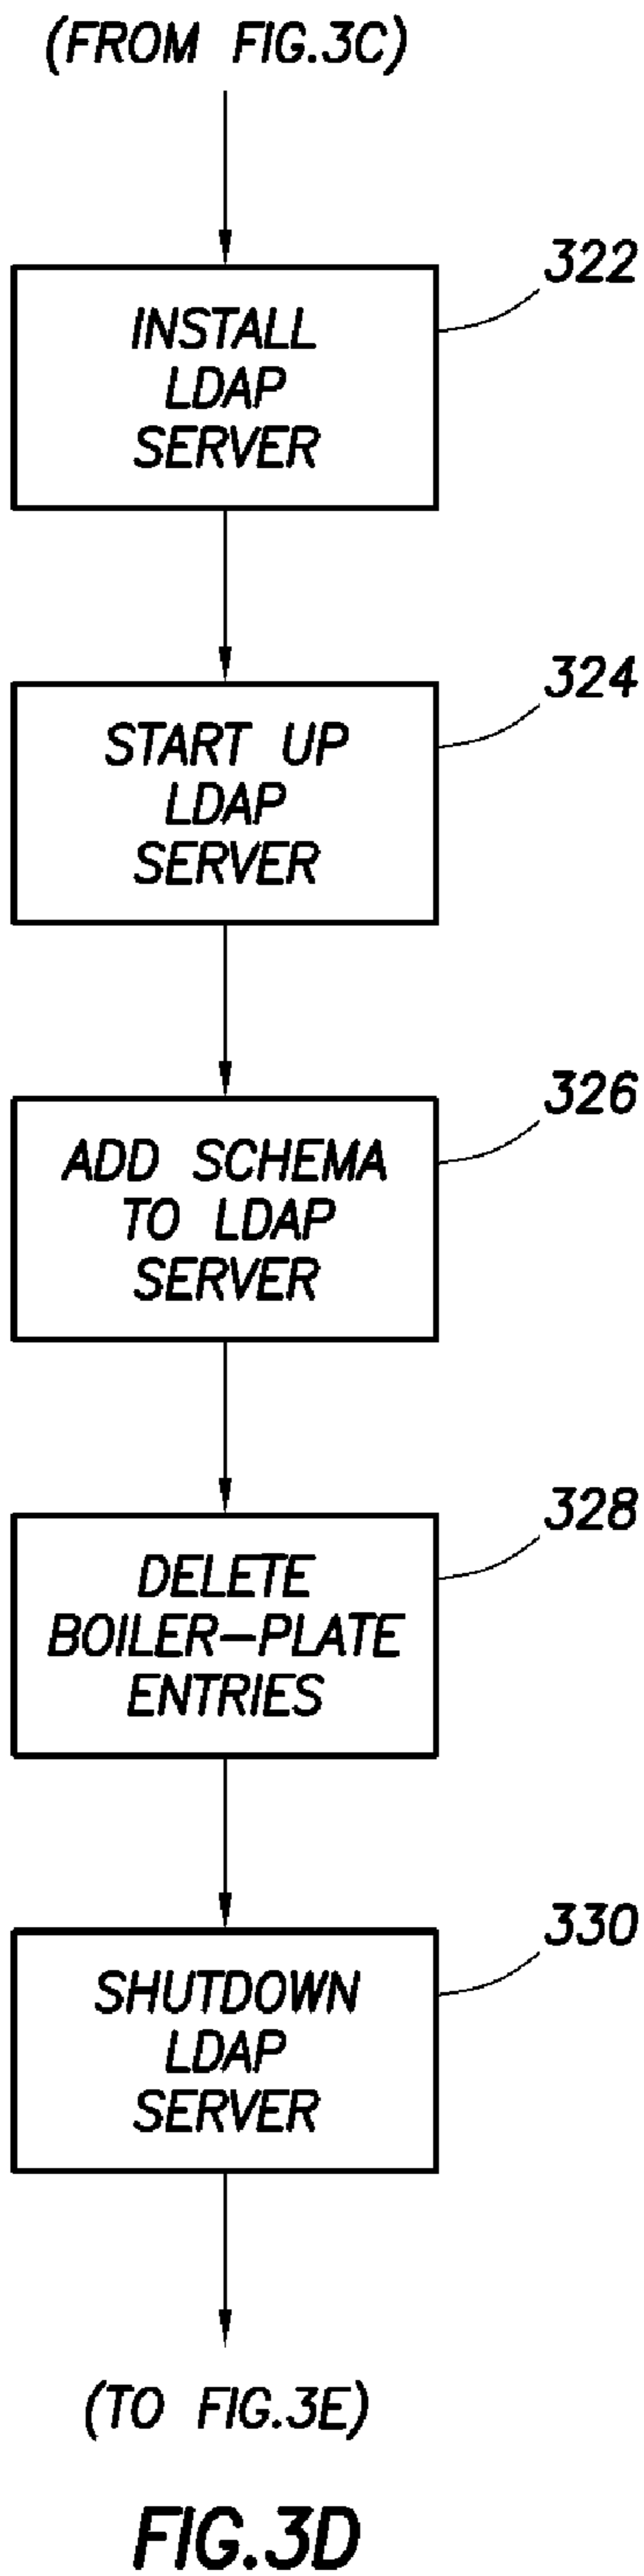 (FROM FIG.3C)
322
INSTALL
LDAP
SERVER
324
START UP
LDAP
SERVER
326
ADD SCHEMA
TO LDAP
SERVER
328
DELETE
BOILER-PLATE
ENTRIES
330
SHUTDOWN
LDAP
SERVER
(TO FIG.3E)
FIG.3D